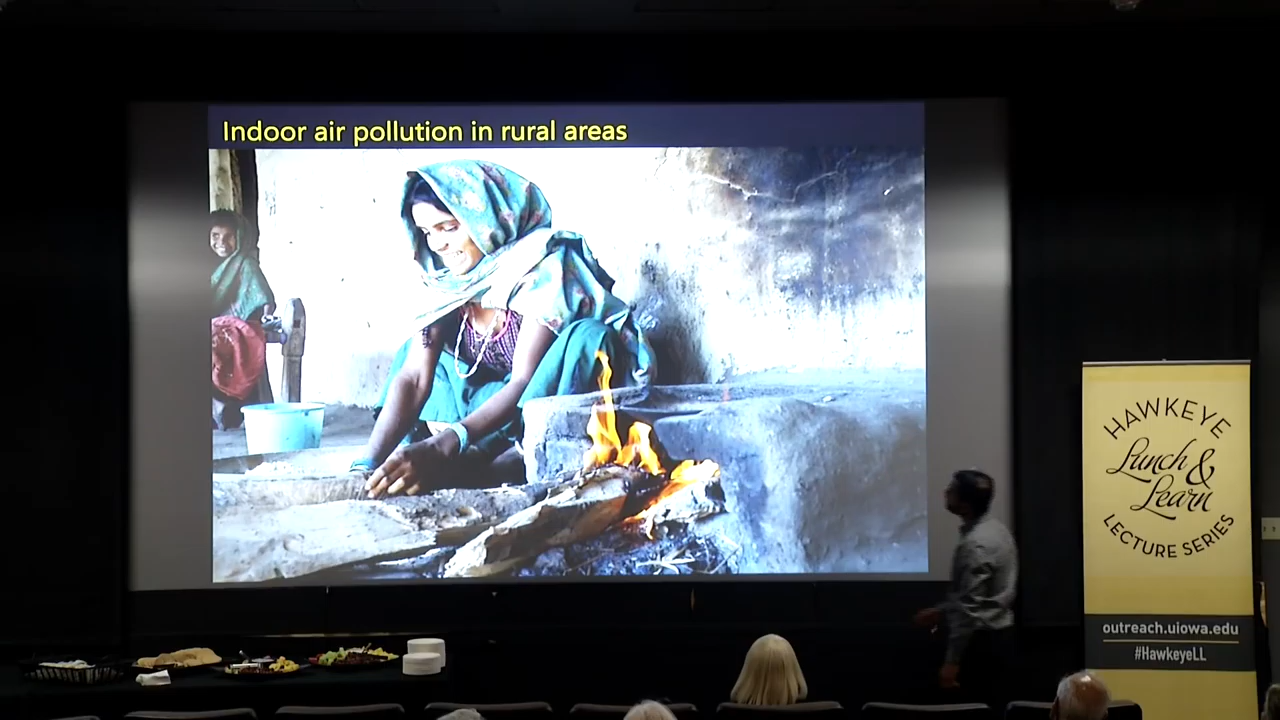 Indoor air pollution in rural areas
HAWKEYE
Lunch &
Learn
LECTURE SERIES
outreach.uiowa.edu
#HawkeyeLL